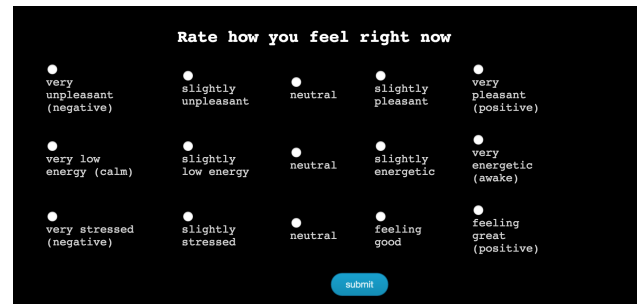 Rate how you feel right now
very
unpleasant
(negative)
slightly
unpleasant
neutral
slightly
pleasant
very
pleasant
(positive)
very low
energy (calm)
slightly
low energy
neutral
slightly
energetic
very
energetic
(awake)
very stressed
(negative)
slightly
stressed
neutral
feeling
good
feeling
great
(positive)
submit